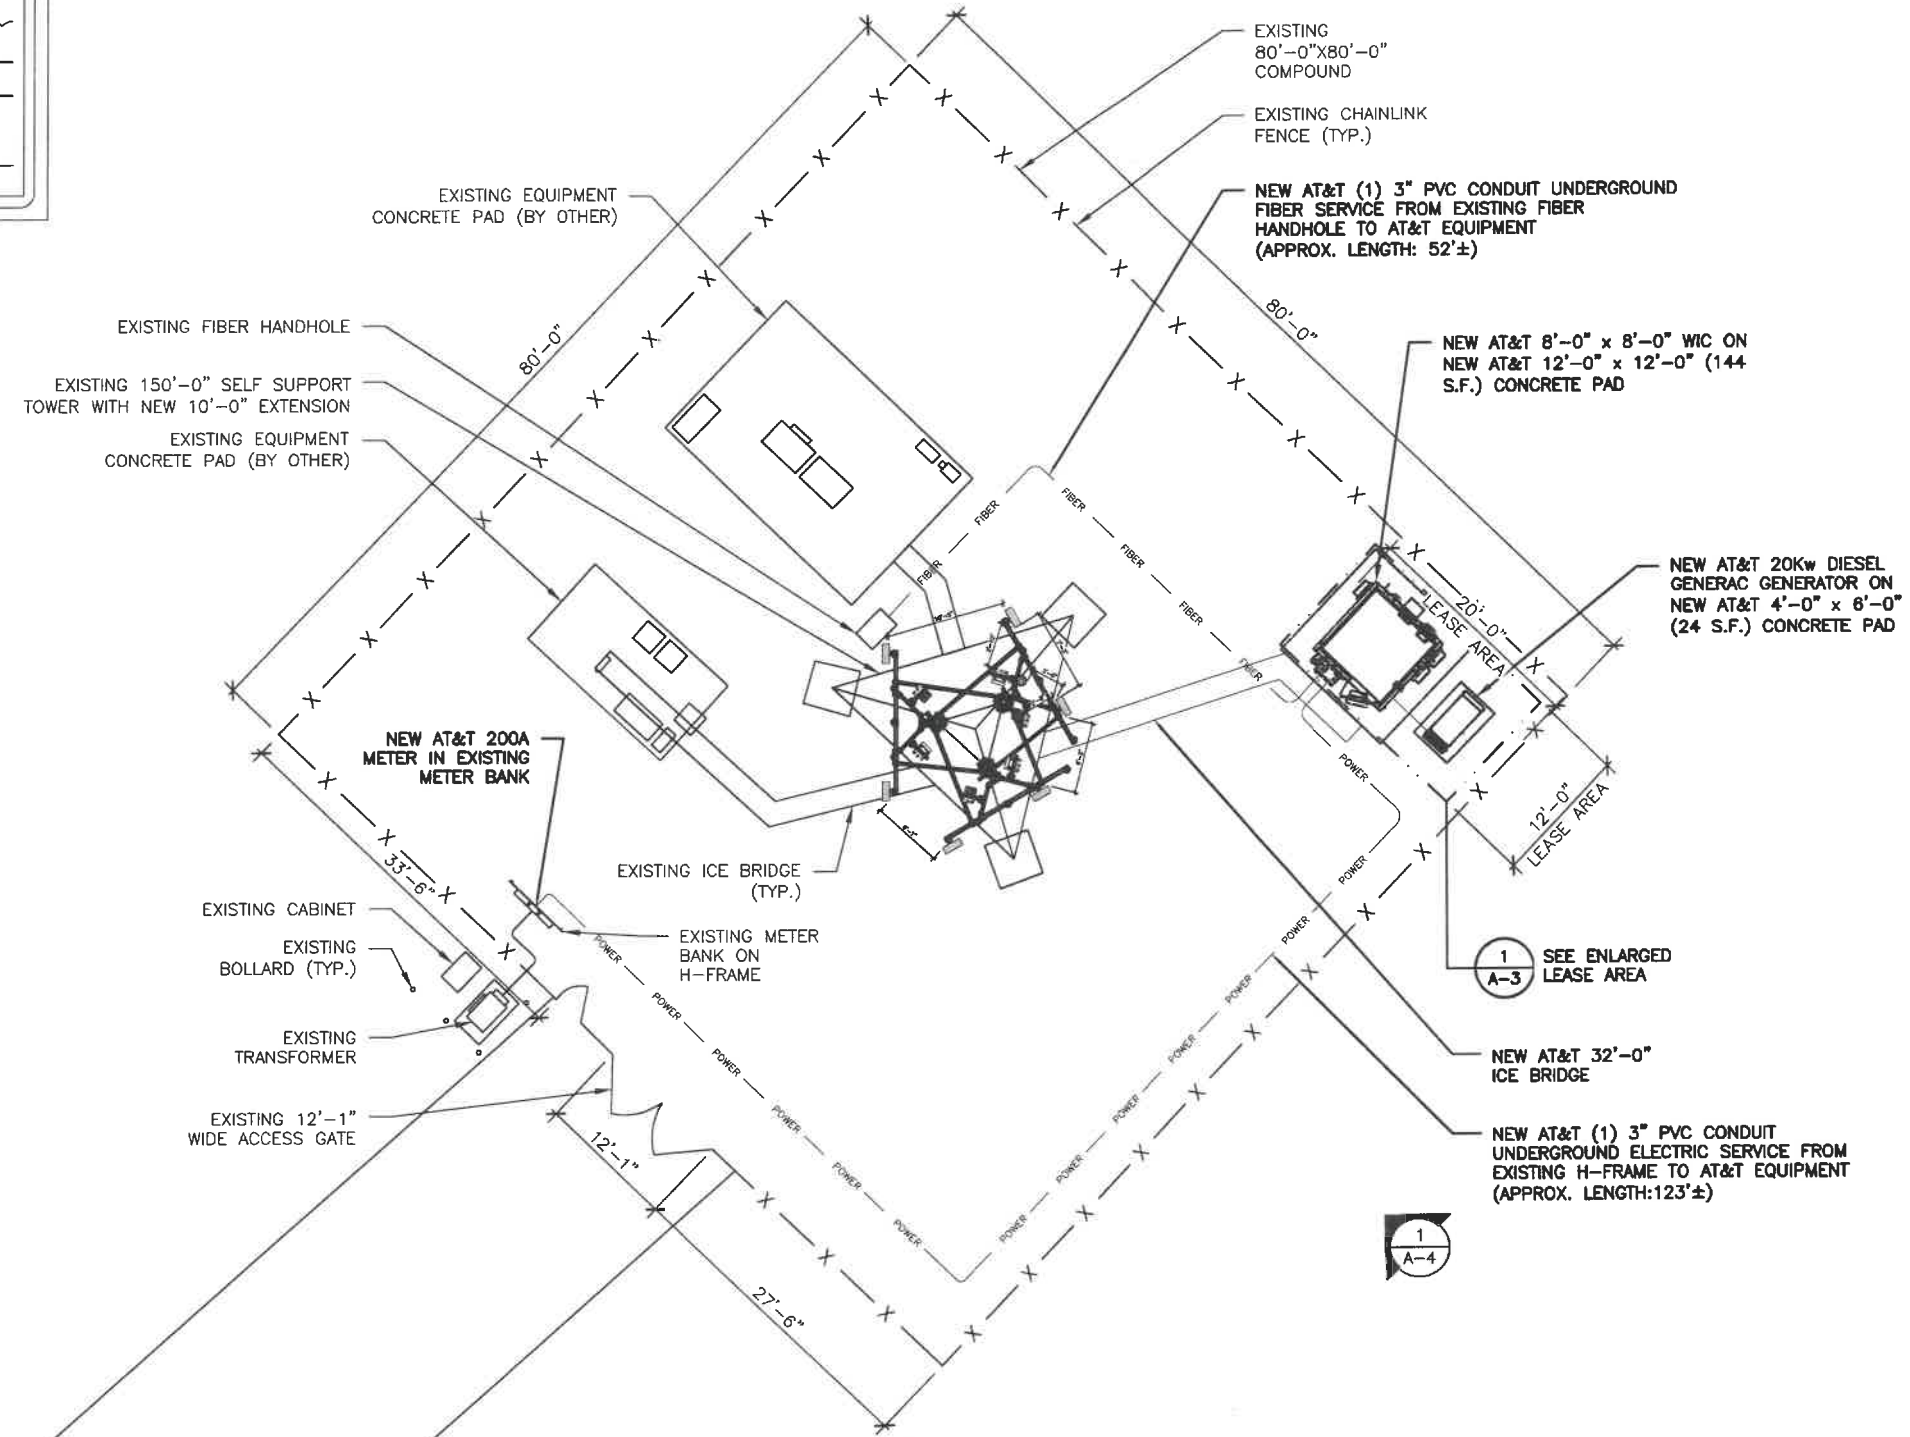 EXISTING
80'-0"X80'-0"
COMPOUND
EXISTING CHAINLINK
FENCE (TYP.)
NEW AT&T (1) 3" PVC CONDUIT UNDERGROUND
FIBER SERVICE FROM EXISTING FIBER
HANDHOLE TO AT&T EQUIPMENT
(APPROX. LENGTH: 52'±)
EXISTING EQUIPMENT
CONCRETE PAD (BY OTHER)
80'-0"
80'-0"
EXISTING FIBER HANDHOLE
EXISTING 150'-0" SELF SUPPORT
TOWER WITH NEW 10'-0" EXTENSION
EXISTING EQUIPMENT
CONCRETE PAD (BY OTHER)
NEW AT&T 8'-0" x 8'-0" WIC ON
NEW AT&T 12'-0" x 12'-0" (144
S.F.) CONCRETE PAD
FIBER
FIBER
FIBER
FIBER
FIBER
FIBER
20'-0"
LEASE AREA
NEW AT&T 20Kw DIESEL
GENERAC GENERATOR ON
NEW AT&T 4'-0" x 6'-0"
(24 S.F.) CONCRETE PAD
NEW AT&T 200A
METER IN EXISTING
METER BANK
12'-0"
LEASE AREA
33'-6"
EXISTING ICE BRIDGE
(TYP.)
EXISTING CABINET
EXISTING
BOLLARD (TYP.)
EXISTING METER
BANK ON
H-FRAME
EXISTING
TRANSFORMER
EXISTING 12'-1"
WIDE ACCESS GATE
12'-1"
27'-6"
POWER
POWER
POWER
POWER
POWER
POWER
POWER
POWER
POWER
POWER
POWER
POWER
POWER
POWER
1
A-3
SEE ENLARGED
LEASE AREA
NEW AT&T 32'-0"
ICE BRIDGE
NEW AT&T (1) 3" PVC CONDUIT
UNDERGROUND ELECTRIC SERVICE FROM
EXISTING H-FRAME TO AT&T EQUIPMENT
(APPROX. LENGTH:123'±)
1
A-4